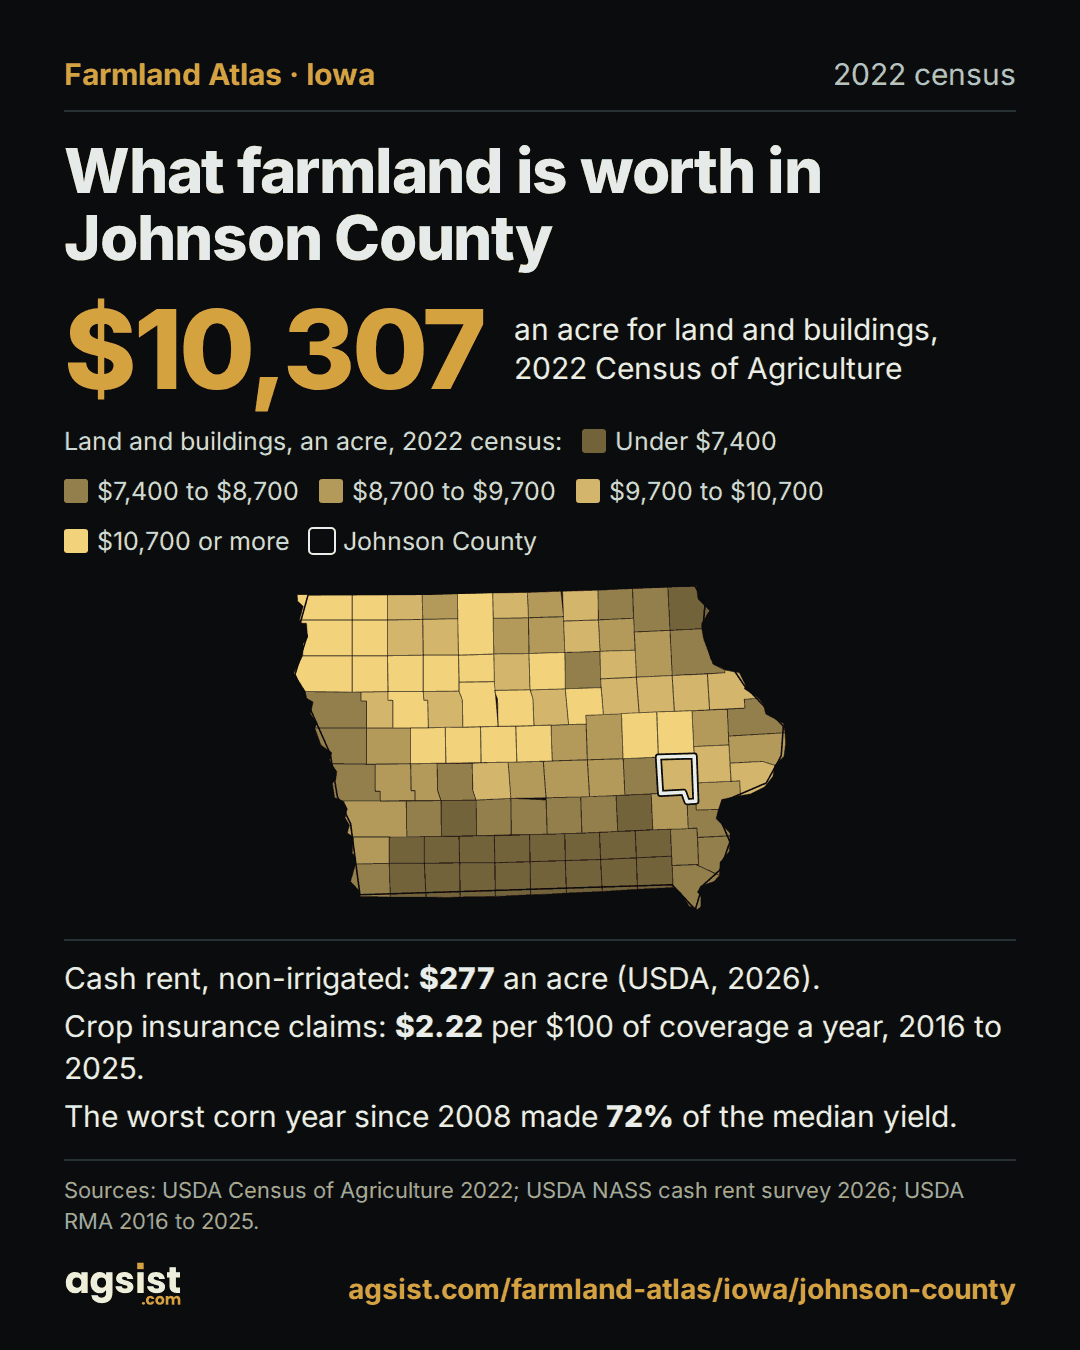 Farmland Atlas · Iowa
2022 census
What farmland is worth in
Johnson County
$10,307
an acre for land and buildings,
2022 Census of Agriculture
Land and buildings, an acre, 2022 census:
Under $7,400
$7,400 to $8,700
$8,700 to $9,700
$9,700 to $10,700
$10,700 or more
Johnson County
Cash rent, non-irrigated: $277 an acre (USDA, 2026).
Crop insurance claims: $2.22 per $100 of coverage a year, 2016 to
2025.
The worst corn year since 2008 made 72% of the median yield.
Sources: USDA Census of Agriculture 2022; USDA NASS cash rent survey 2026; USDA
RMA 2016 to 2025.
agsist
.com
agsist.com/farmland-atlas/iowa/johnson-county